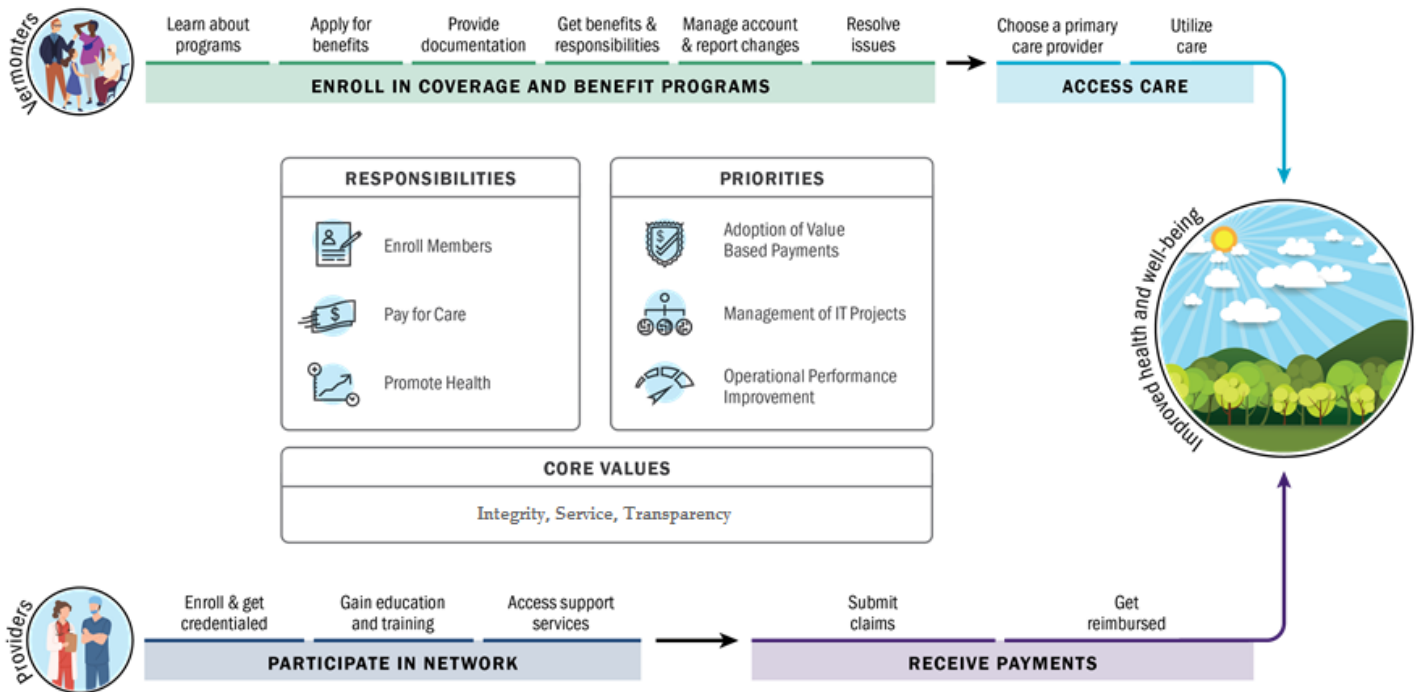 Vermonters
Learn about
programs
Apply for
benefits
Provide
documentation
Get benefits &
responsibilities
Manage account
& report changes
Resolve
issues
ENROLL IN COVERAGE AND BENEFIT PROGRAMS
Choose a primary
care provider
Utilize
care
ACCESS CARE
RESPONSIBILITIES
Enroll Members
Pay for Care
Promote Health
PRIORITIES
Adoption of Value
Based Payments
Management of IT Projects
Operational Performance
Improvement
CORE VALUES
Integrity, Service, Transparency
Improved health and well-being
Providers
Enroll & get
credentialed
Gain education
and training
Access support
services
PARTICIPATE IN NETWORK
Submit
claims
Get
reimbursed
RECEIVE PAYMENTS